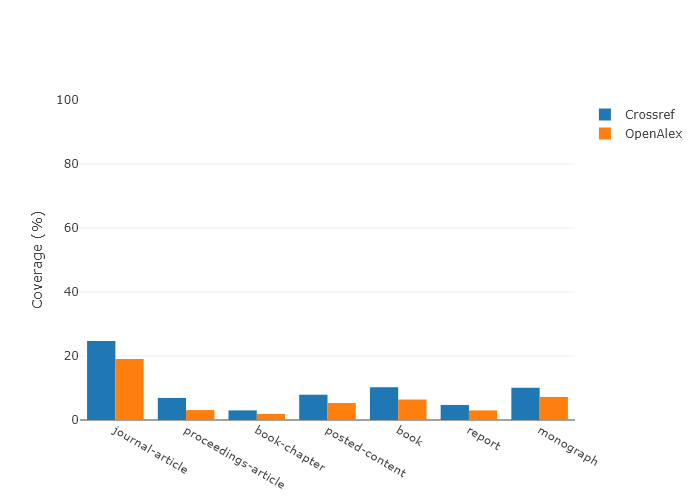 100
80
60
40
20
0
Coverage (%)
journal-article
proceedings-article
book-chapter
posted-content
book
report
monograph
Crossref
OpenAlex